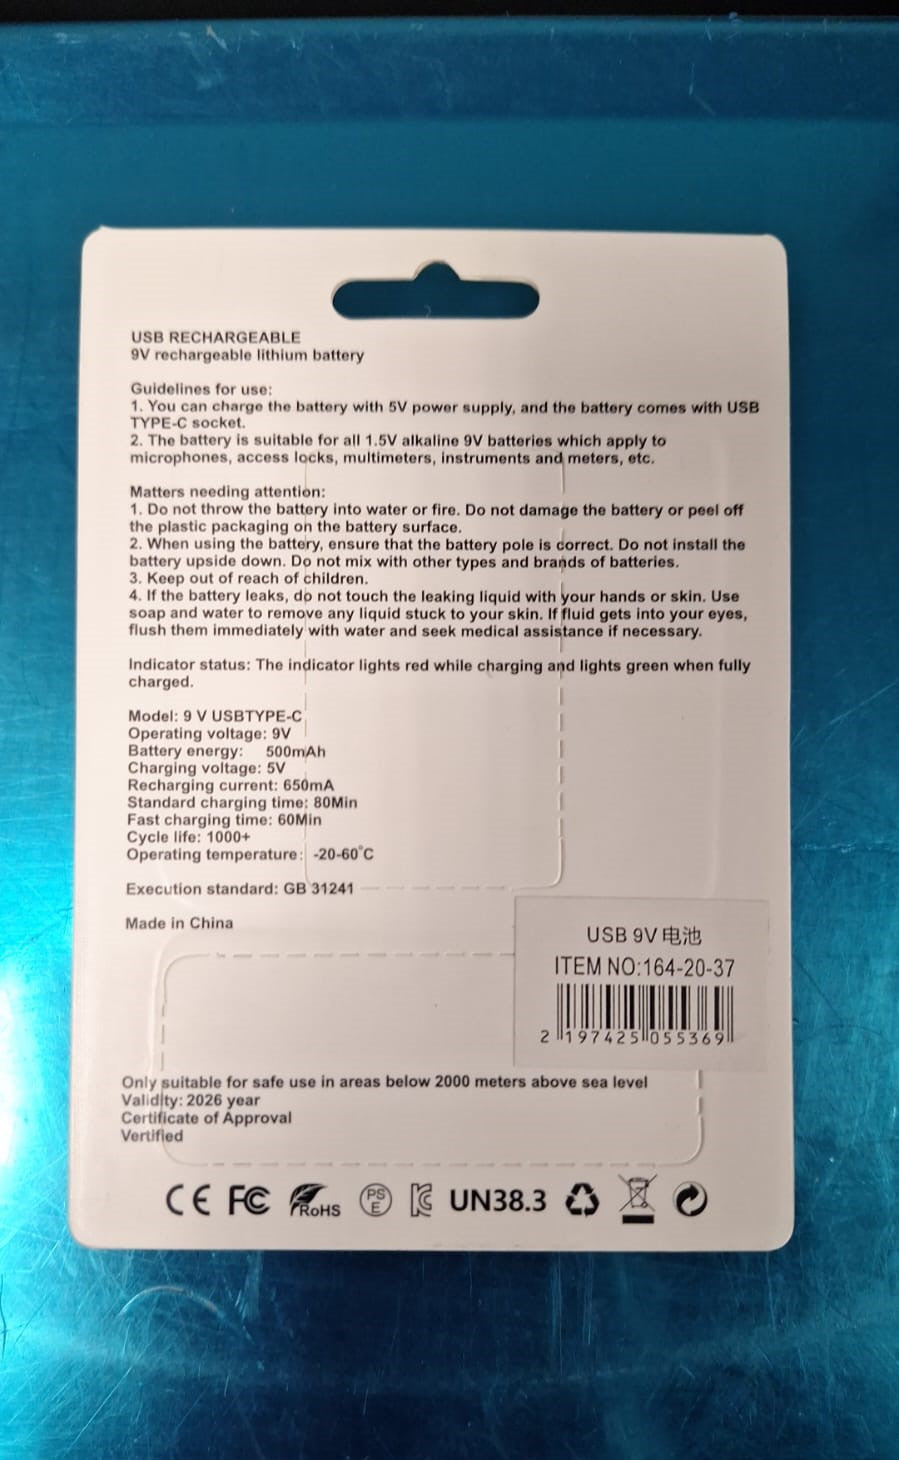 USB RECHARGEABLE
9V rechargeable lithium battery
Guidelines for use:
1. You can charge the battery with 5V power supply, and the battery comes with USB
TYPE-C socket.
2. The battery is suitable for all 1.5V alkaline 9V batteries which apply to
microphones, access locks, multimeters, instruments and meters, etc.
Matters needing attention:
1. Do not throw the battery into water or fire. Do not damage the battery or peel off
the plastic packaging on the battery surface.
2. When using the battery, ensure that the battery pole is correct. Do not install the
battery upside down. Do not mix with other types and brands of batteries.
3. Keep out of reach of children.
4. If the battery leaks, do not touch the leaking liquid with your hands or skin. Use
soap and water to remove any liquid stuck to your skin. If fluid gets into your eyes,
flush them immediately with water and seek medical assistance if necessary.
Indicator status: The indicator lights red while charging and lights green when fully
charged.
Model: 9 V USBTYPE-C
Operating voltage: 9V
Battery energy: 500mAh
Charging voltage: 5V
Recharging current: 650mA
Standard charging time: 80Min
Fast charging time: 60Min
Cycle life: 1000+
Operating temperature: -20-60°C
Execution standard: GB 31241
Made in China
USB 9V 电池
ITEM NO:164-20-37
2 197425 055369
Only suitable for safe use in areas below 2000 meters above sea level
Validity: 2026 year
Certificate of Approval
Vertified
CE FC RoHS PS E KC UN38.3